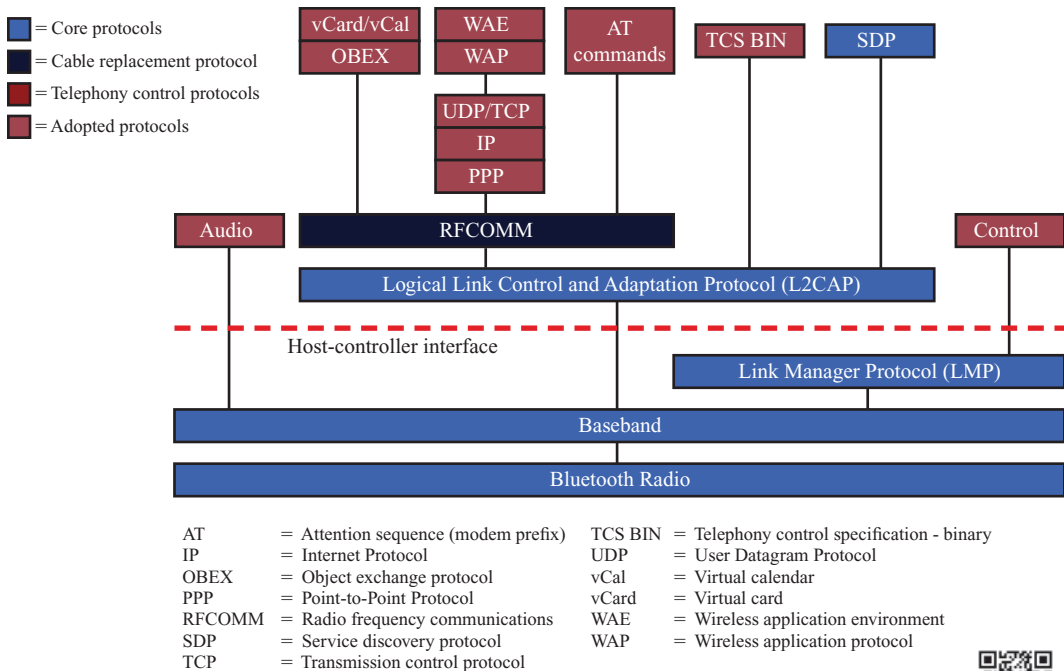 = Core protocols
= Cable replacement protocol
= Telephony control protocols
= Adopted protocols
vCard/vCal
OBEX
WAE
WAP
UDP/TCP
IP
PPP
AT
commands
TCS BIN
SDP
Audio
RFCOMM
Control
Logical Link Control and Adaptation Protocol (L2CAP)
Host-controller interface
Link Manager Protocol (LMP)
Baseband
Bluetooth Radio
AT = Attention sequence (modem prefix)
IP = Internet Protocol
OBEX = Object exchange protocol
PPP = Point-to-Point Protocol
RFCOMM = Radio frequency communications
SDP = Service discovery protocol
TCP = Transmission control protocol
TCS BIN = Telephony control specification - binary
UDP = User Datagram Protocol
vCal = Virtual calendar
vCard = Virtual card
WAE = Wireless application environment
WAP = Wireless application protocol